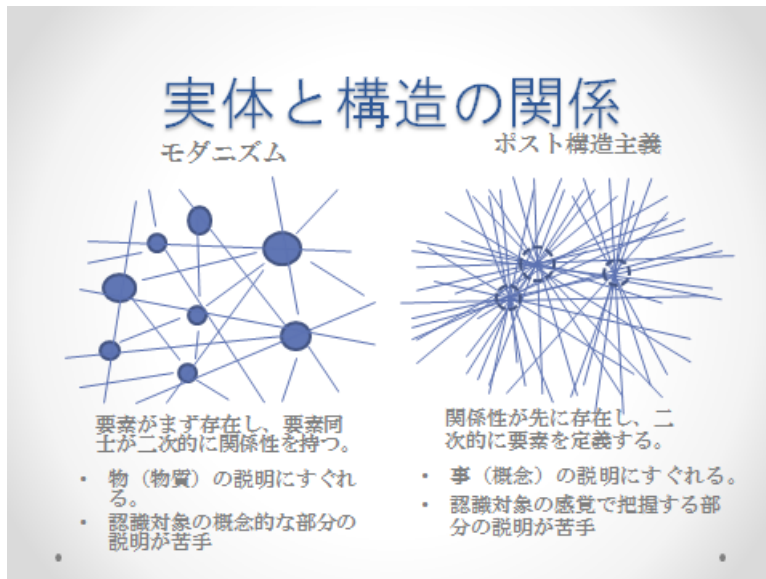 実体と構造の関係
モダニズム
要素がまず存在し、要素同
士が二次的に関係性を持つ。
• 物（物質）の説明にすぐれ
る。
• 認識対象の概念的な部分の
説明が苦手
ポスト構造主義
関係性が先に存在し、二
次的に要素を定義する。
• 事（概念）の説明にすぐれる。
• 認識対象の感覚で把握する部
分の説明が苦手